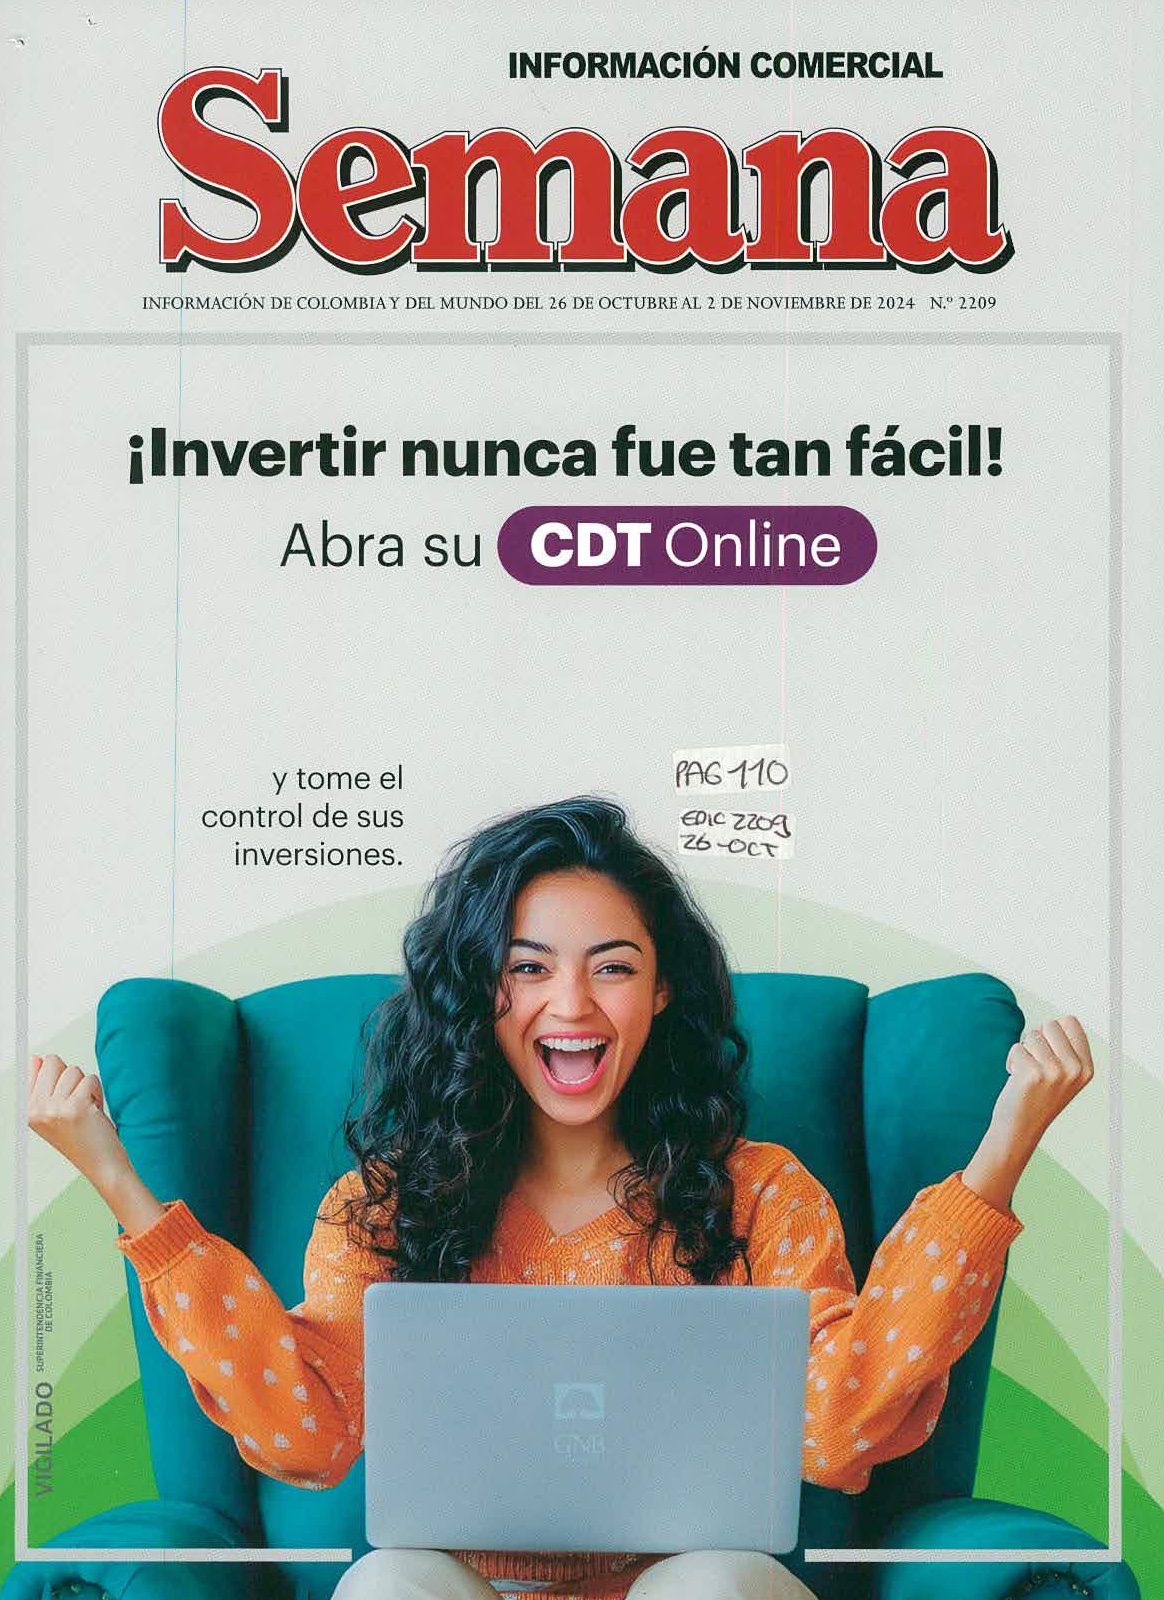 INFORMACIÓN COMERCIAL
Semana
INFORMACIÓN DE COLOMBIA Y DEL MUNDO DEL 26 DE OCTUBRE AL 2 DE NOVIEMBRE DE 2024 N.º 2209
¡Invertir nunca fue tan fácil!
Abra su CDT Online
y tome el
control de sus
inversiones.
PAG 110
EDIC 2209
26-OCT
GNB
VIGILADO SUPERINTENDENCIA FINANCIERA
DE COLOMBIA